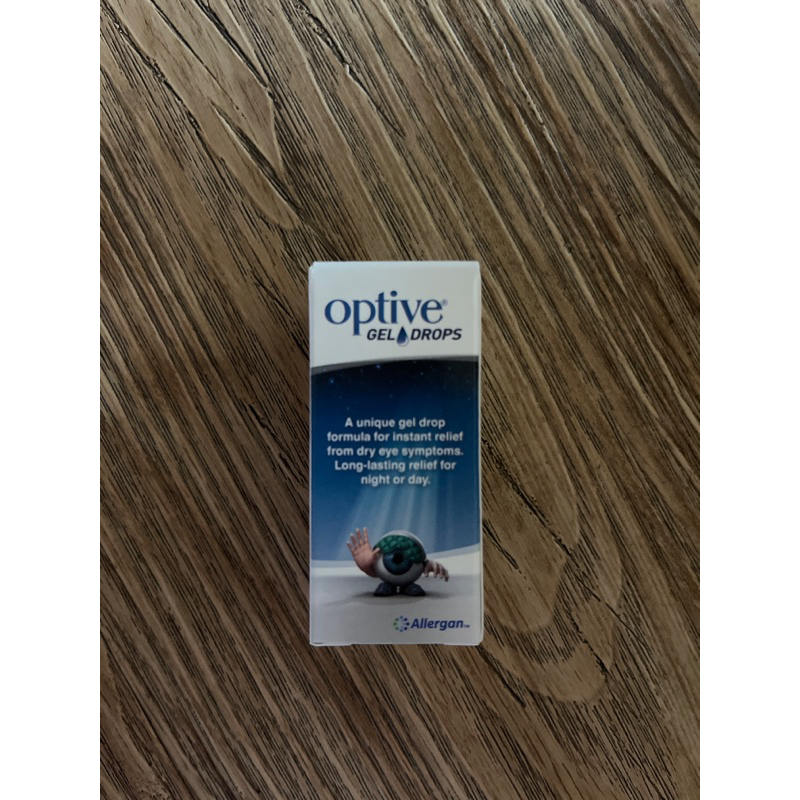 optive®
GEL DROPS
A unique gel drop
formula for instant relief
from dry eye symptoms.
Long-lasting relief for
night or day.
Allergan™